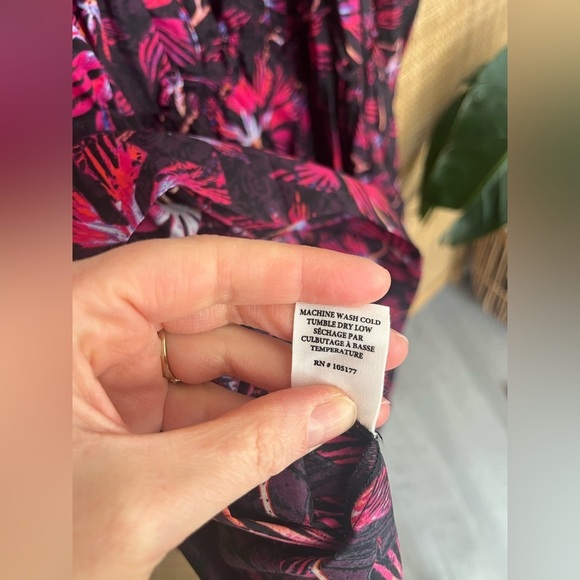 MACHINE WASH COLD
TUMBLE DRY LOW
SÉCHAGE PAR
CULBUTAGE À BASSE
TEMPERATURE
RN # 105177